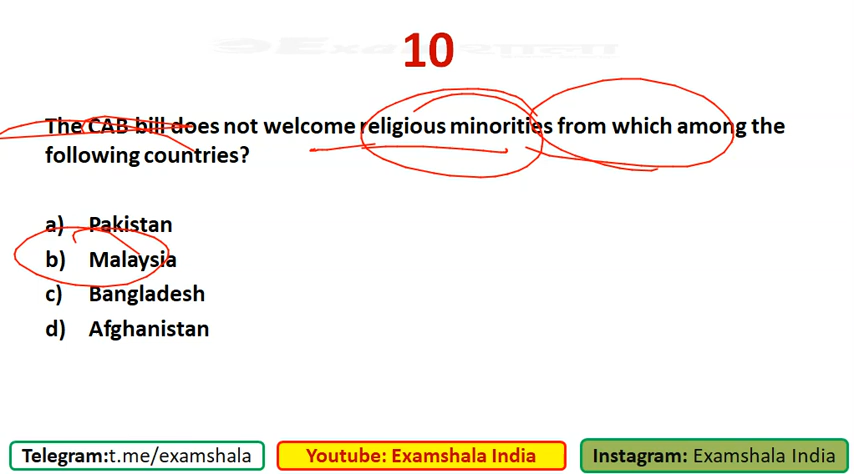 10
The CAB bill does not welcome religious minorities from which among the
following countries?
a) Pakistan
b) Malaysia
c) Bangladesh
d) Afghanistan
Telegram:t.me/examshala
Youtube: Examshala India
Instagram: Examshala India